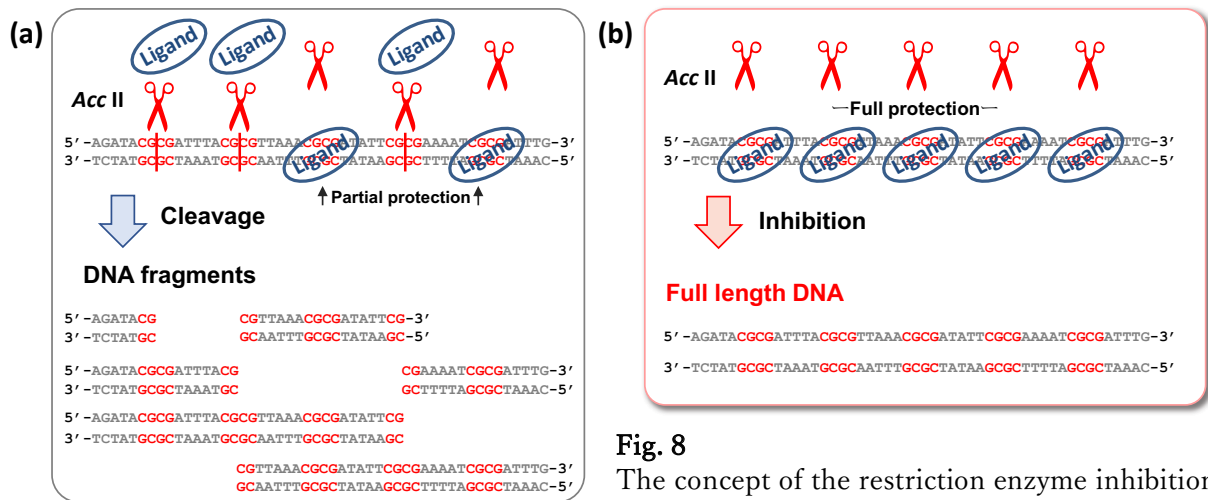 (a)
Ligand Ligand Ligand
Acc II
5’-AGATACGCGATTTACGCGTTAAACGCGATATTCGCGAAAATCGCGATTTG-3’
3’-TCTATGCGCTAAATGCGCAATTTGCGCTATAAGCGCTTTTAGCGCTAAAC-5’
Ligand Ligand
↑Partial protection↑
Cleavage
DNA fragments
5’-AGATACG CGTTAAACGCGATATTCG-3’
3’-TCTATGC GCAATTTGCGCTATAAGC-5’
5’-AGATACGCGATTTACG CGAAAATCGCGATTTG-3’
3’-TCTATGCGCTAAATGC GCTTTTAGCGCTAAAC-5’
5’-AGATACGCGATTTACGCGTTAAACGCGATATTCG
3’-TCTATGCGCTAAATGCGCAATTTGCGCTATAAGC
CGTTAAACGCGATATTCGCGAAAATCGCGATTTG-3’
GCAATTTGCGCTATAAGCGCTTTTAGCGCTAAAC-5’
(b)
Acc II
—Full protection—
5’-AGATACGCGATTTACGCGTTAAACGCGATATTCGCGAAAATCGCGATTTG-3’
3’-TCTATGCGCTAAATGCGCAATTTGCGCTATAAGCGCTTTTAGCGCTAAAC-5’
Ligand Ligand Ligand Ligand Ligand
Inhibition
Full length DNA
5’-AGATACGCGATTTACGCGTTAAACGCGATATTCGCGAAAATCGCGATTTG-3’
3’-TCTATGCGCTAAATGCGCAATTTGCGCTATAAGCGCTTTTAGCGCTAAAC-5’
Fig. 8
The concept of the restriction enzyme inhibition